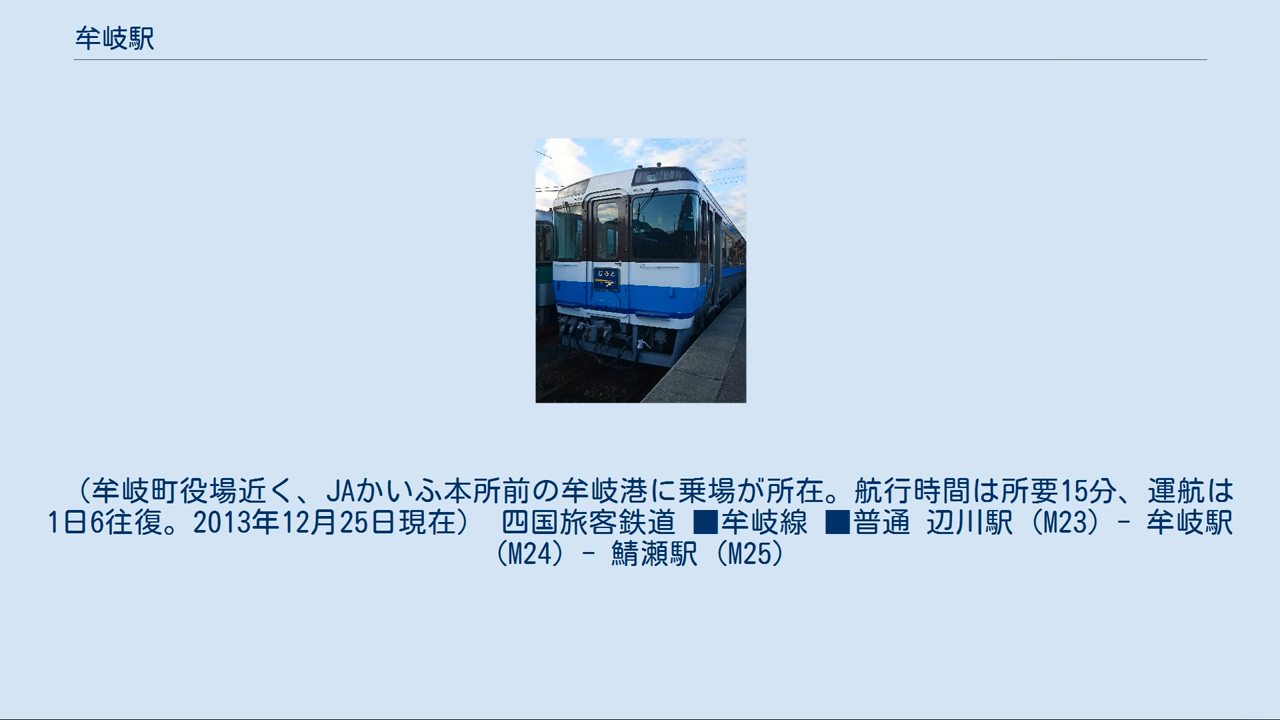 牟岐駅
（牟岐町役場近く、JAかいふ本所前の牟岐港に乗場が所在。航行時間は所要15分、運航は
1日6往復。2013年12月25日現在） 四国旅客鉄道 ■牟岐線 ■普通 辺川駅（M23）- 牟岐駅
（M24）- 鯖瀬駅（M25）